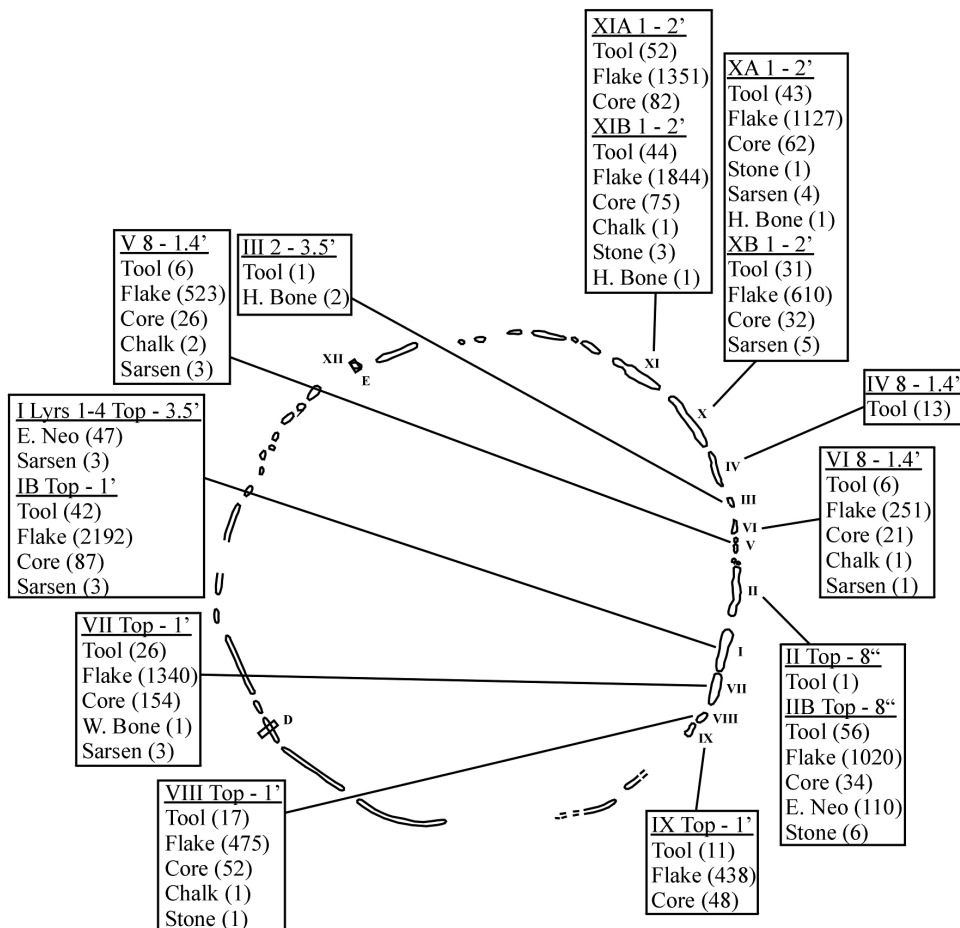 XIA 1 - 2’
Tool (52)
Flake (1351)
Core (82)
XIB 1 - 2’
Tool (44)
Flake (1844)
Core (75)
Chalk (1)
Stone (3)
H. Bone (1)
XA 1 - 2’
Tool (43)
Flake (1127)
Core (62)
Stone (1)
Sarsen (4)
H. Bone (1)
XB 1 - 2’
Tool (31)
Flake (610)
Core (32)
Sarsen (5)
V 8 - 1.4’
Tool (6)
Flake (523)
Core (26)
Chalk (2)
Sarsen (3)
III 2 - 3.5’
Tool (1)
H. Bone (2)
I Lyrs 1-4 Top - 3.5’
E. Neo (47)
Sarsen (3)
IB Top - 1’
Tool (42)
Flake (2192)
Core (87)
Sarsen (3)
IV 8 - 1.4’
Tool (13)
VI 8 - 1.4’
Tool (6)
Flake (251)
Core (21)
Chalk (1)
Sarsen (1)
VII Top - 1’
Tool (26)
Flake (1340)
Core (154)
W. Bone (1)
Sarsen (3)
II Top - 8“
Tool (1)
IIB Top - 8“
Tool (56)
Flake (1020)
Core (34)
E. Neo (110)
Stone (6)
VIII Top - 1’
Tool (17)
Flake (475)
Core (52)
Chalk (1)
Stone (1)
IX Top - 1’
Tool (11)
Flake (438)
Core (48)
XII
E
XI
X
IV
III
VI
V
II
I
VII
VIII
IX
D